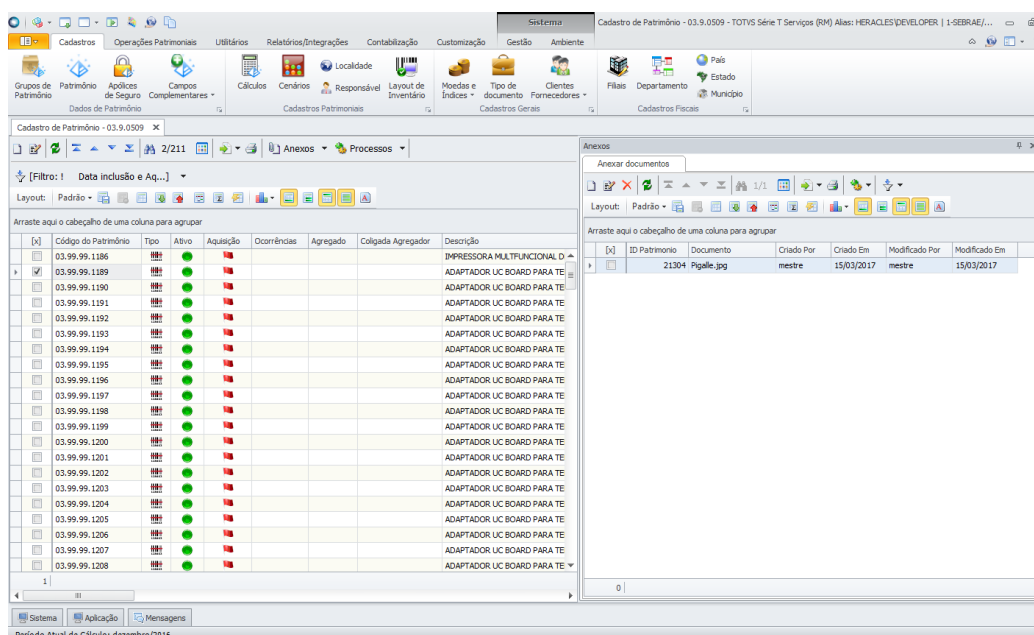 Sistema
Cadastro de Patrimônio - 03.9.0509 - TOTVS Série T Serviços (RM) Alias: HERACLES\DEVELOPER | 1-SEBRAE/...
Cadastros Operações Patrimoniais Utilitários Relatórios/Integrações Contabilização Customização Gestão Ambiente
Grupos de Patrimônio
Patrimônio
Apólices de Seguro
Campos Complementares
Cálculos
Cenários
Localidade
Responsável
Layout de Inventário
Moedas e Índices
Tipo de documento
Clientes Fornecedores
Filiais
Departamento
País
Estado
Município
Dados de Patrimônio Cadastros Patrimoniais Cadastros Gerais Cadastros Fiscais
Cadastro de Patrimônio - 03.9.0509 X
2/211 Anexos Processos
[Filtro: ! Data inclusão e Aq...]
Layout: Padrão
Arraste aqui o cabeçalho de uma coluna para agrupar
[x] Código do Patrimônio Tipo Ativo Aquisição Ocorrências Agregado Coligada Agregador Descrição
03.99.99.1186 IMPRESSORA MULTFUNCIONAL D
03.99.99.1189 ADAPTADOR UC BOARD PARA TE
03.99.99.1190 ADAPTADOR UC BOARD PARA TE
03.99.99.1191 ADAPTADOR UC BOARD PARA TE
03.99.99.1192 ADAPTADOR UC BOARD PARA TE
03.99.99.1193 ADAPTADOR UC BOARD PARA TE
03.99.99.1194 ADAPTADOR UC BOARD PARA TE
03.99.99.1195 ADAPTADOR UC BOARD PARA TE
03.99.99.1196 ADAPTADOR UC BOARD PARA TE
03.99.99.1197 ADAPTADOR UC BOARD PARA TE
03.99.99.1198 ADAPTADOR UC BOARD PARA TE
03.99.99.1199 ADAPTADOR UC BOARD PARA TE
03.99.99.1200 ADAPTADOR UC BOARD PARA TE
03.99.99.1201 ADAPTADOR UC BOARD PARA TE
03.99.99.1202 ADAPTADOR UC BOARD PARA TE
03.99.99.1203 ADAPTADOR UC BOARD PARA TE
03.99.99.1204 ADAPTADOR UC BOARD PARA TE
03.99.99.1205 ADAPTADOR UC BOARD PARA TE
03.99.99.1206 ADAPTADOR UC BOARD PARA TE
03.99.99.1207 ADAPTADOR UC BOARD PARA TE
03.99.99.1208 ADAPTADOR UC BOARD PARA TE
1
Anexos
Anexar documentos
1/1
Layout: Padrão
Arraste aqui o cabeçalho de uma coluna para agrupar
[x] ID Patrimonio Documento Criado Por Criado Em Modificado Por Modificado Em
21304 Pigalle.jpg mestre 15/03/2017 mestre 15/03/2017
0
Sistema Aplicação Mensagens
Período Atual de Cálculo: dezembro/2016